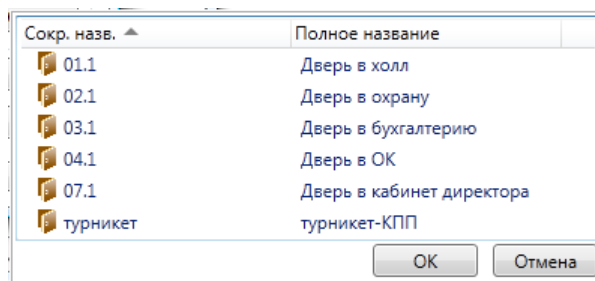 Сокр. назв. Полное название
01.1 Дверь в холл
02.1 Дверь в охрану
03.1 Дверь в бухгалтерию
04.1 Дверь в ОК
07.1 Дверь в кабинет директора
турникет турникет-КПП
ОК Отмена